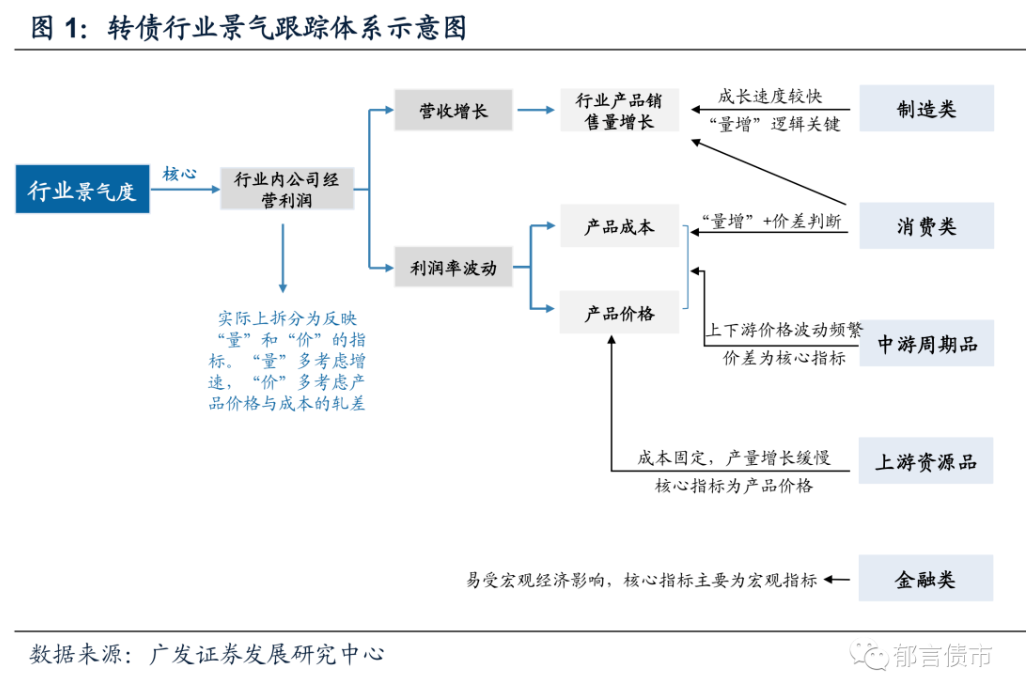 图 1：转债行业景气跟踪体系示意图
行业景气度
核心
行业内公司经
营利润
实际上拆分为反映
“量”和“价”的指
标。“量”多考虑增
速，“价”多考虑产
品价格与成本的轧差
营收增长
利润率波动
行业产品销
售量增长
产品成本
产品价格
成长速度较快
“量增”逻辑关键
制造类
“量增”+价差判断
消费类
上下游价格波动频繁
价差为核心指标
中游周期品
成本固定，产量增长缓慢
核心指标为产品价格
上游资源品
易受宏观经济影响，核心指标主要为宏观指标
金融类
数据来源：广发证券发展研究中心
郁言债市